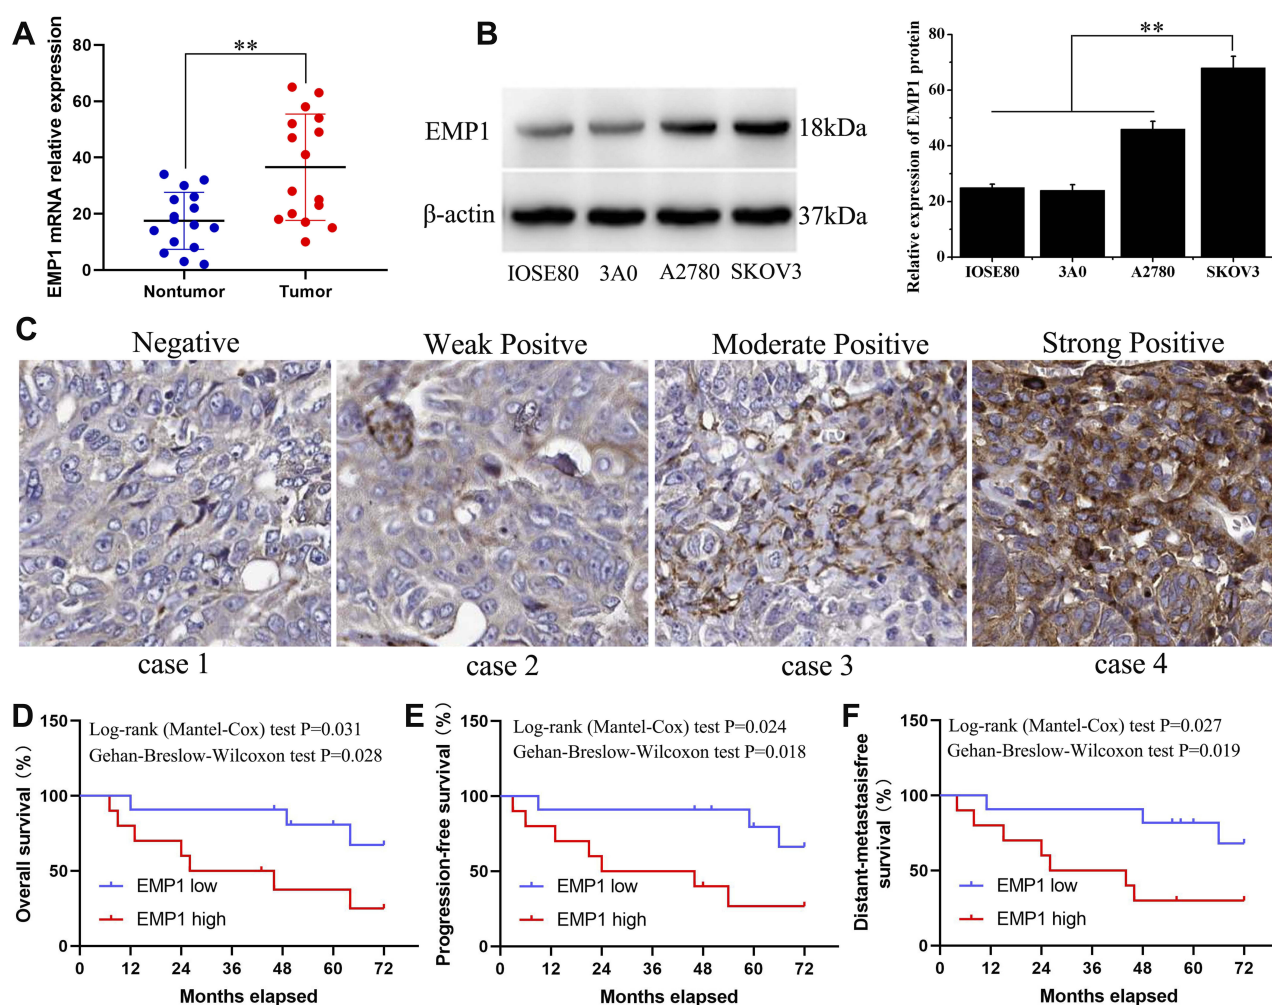 A
EMP1 mRNA relative expression
80
60
40
20
0
**
Nontumor
Tumor
B
EMP1
18kDa
β-actin
37kDa
IOSE80 3A0 A2780 SKOV3
Relative expression of EMP1 protein
80
60
40
20
0
**
IOSE80 3A0 A2780 SKOV3
C
Negative
Weak Positve
Moderate Positive
Strong Positive
case 1
case 2
case 3
case 4
D
Overall survival (%)
150
100
50
0
Log-rank (Mantel-Cox) test P=0.031
Gehan-Breslow-Wilcoxon test P=0.028
EMP1 low
EMP1 high
0 12 24 36 48 60 72
Months elapsed
E
Progression-free survival (%)
150
100
50
0
Log-rank (Mantel-Cox) test P=0.024
Gehan-Breslow-Wilcoxon test P=0.018
EMP1 low
EMP1 high
0 12 24 36 48 60 72
Months elapsed
F
Distant-metastasisfree
survival (%)
150
100
50
0
Log-rank (Mantel-Cox) test P=0.027
Gehan-Breslow-Wilcoxon test P=0.019
EMP1 low
EMP1 high
0 12 24 36 48 60 72
Months elapsed